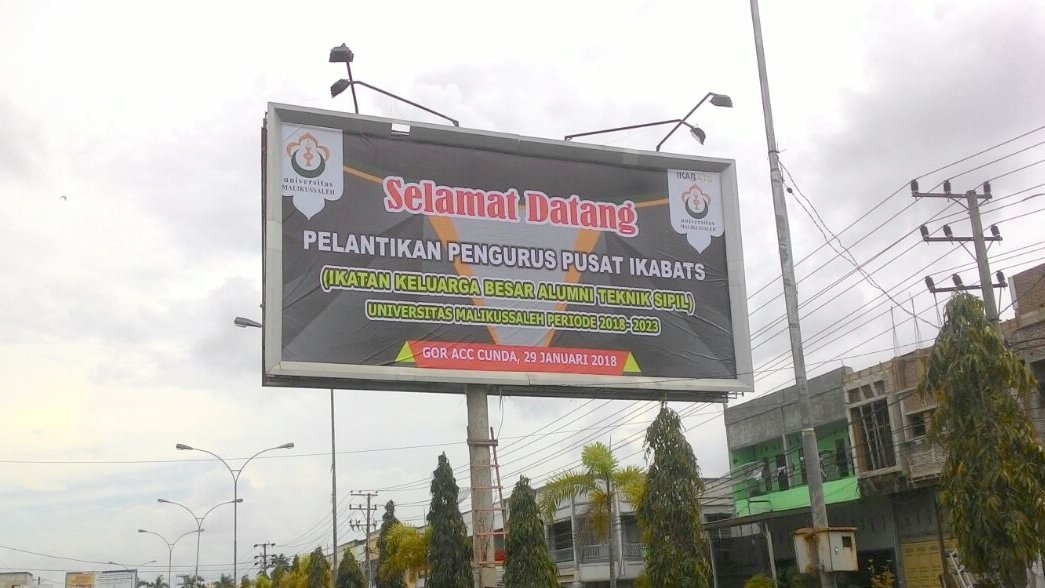 universitas
MALIKUSSALEH
IKABATS
universitas
MALIKUSSALEH
Selamat Datang
PELANTIKAN PENGURUS PUSAT IKABATS
(IKATAN KELUARGA BESAR ALUMNI TEKNIK SIPIL)
UNIVERSITAS MALIKUSSALEH PERIODE 2018- 2023
GOR ACC CUNDA, 29 JANUARI 2018